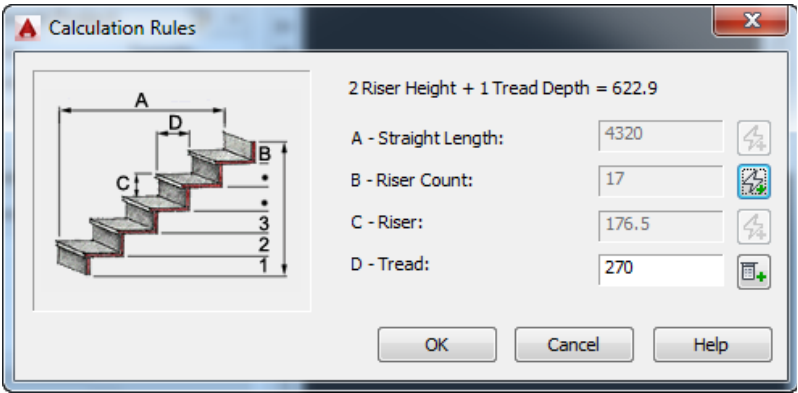 Calculation Rules
2 Riser Height + 1 Tread Depth = 622.9
A
D
B
C
3
2
1
A - Straight Length: 4320
B - Riser Count: 17
C - Riser: 176.5
D - Tread: 270
OK Cancel Help